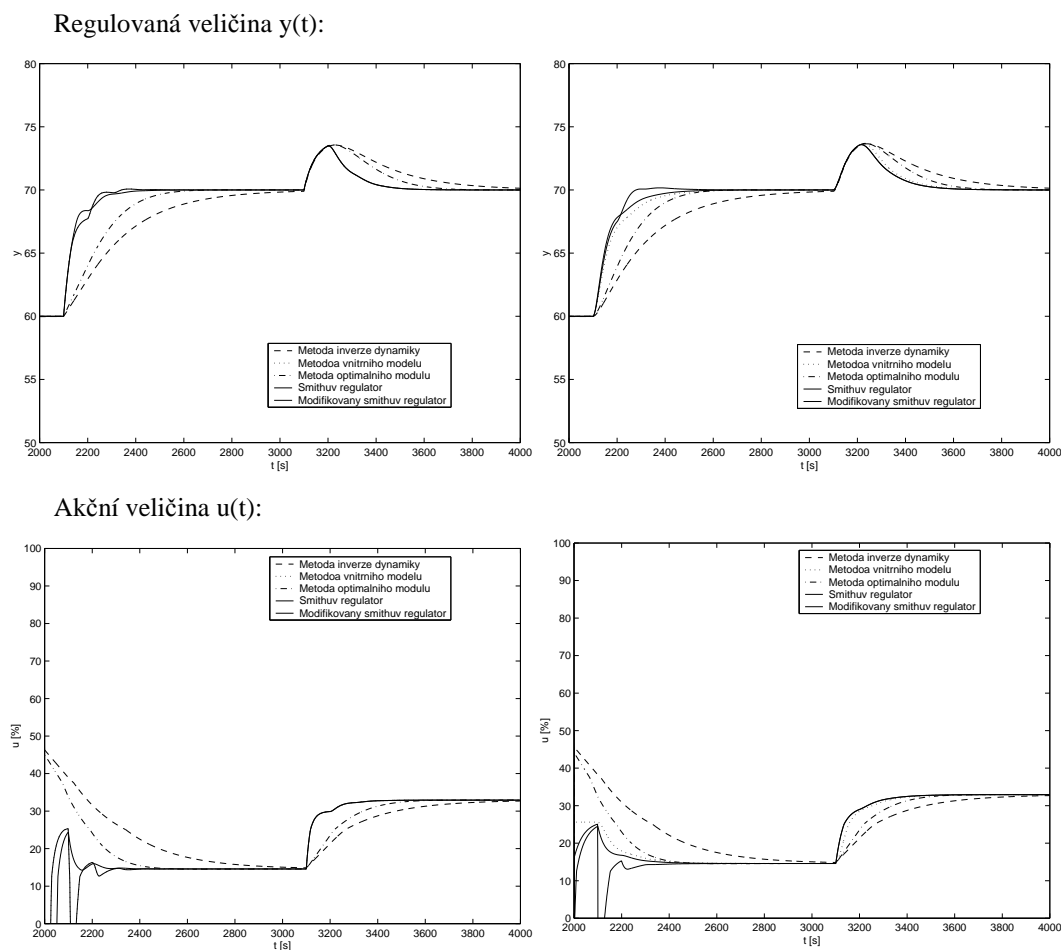 Regulovaná veličina y(t):
80
75
70
65
60
55
50
y
2000 2200 2400 2600 2800 3000 3200 3400 3600 3800 4000
t [s]
Metoda inverze dynamiky
Metodoa vnitrniho modelu
Metoda optimalniho modulu
Smithuv regulator
Modifikovany smithuv regulator
80
75
70
65
60
55
50
y
2000 2200 2400 2600 2800 3000 3200 3400 3600 3800 4000
t [s]
Metoda inverze dynamiky
Metodoa vnitrniho modelu
Metoda optimalniho modulu
Smithuv regulator
Modifikovany smithuv regulator
Akční veličina u(t):
100
90
80
70
60
50
40
30
20
10
0
u [%]
2000 2200 2400 2600 2800 3000 3200 3400 3600 3800 4000
t [s]
Metoda inverze dynamiky
Metodoa vnitrniho modelu
Metoda optimalniho modulu
Smithuv regulator
Modifikovany smithuv regulator
100
90
80
70
60
50
40
30
20
10
0
u [%]
2000 2200 2400 2600 2800 3000 3200 3400 3600 3800 4000
t [s]
Metoda inverze dynamiky
Metodoa vnitrniho modelu
Metoda optimalniho modulu
Smithuv regulator
Modifikovany smithuv regulator